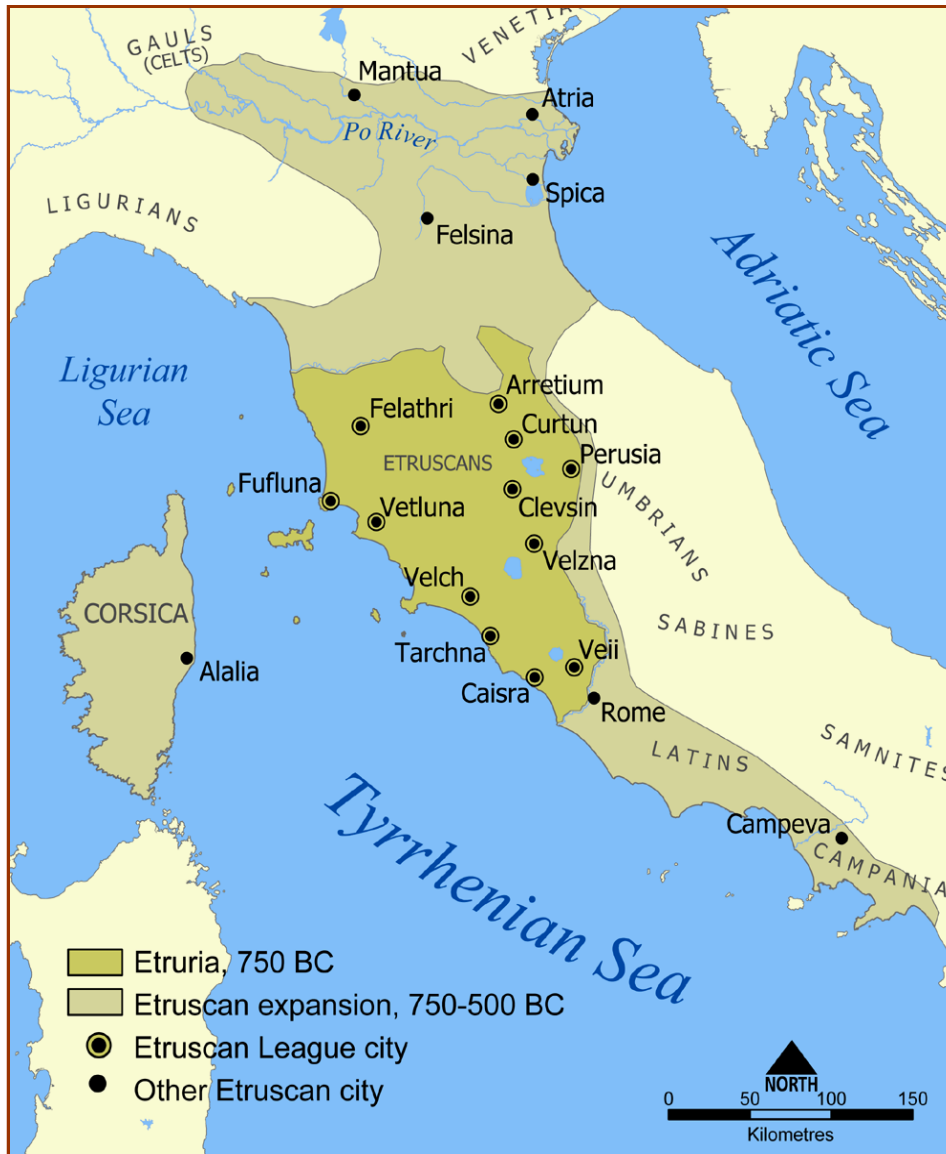 GAULS
(CELTS)
VENETIA
Mantua
Atria
Po River
Spica
LIGURIANS
Felsina
Adriatic Sea
Ligurian
Sea
Arretium
Felathri
Curtun
ETRUSCANS
Perusia
Fufluna
Clevsin
UMBRIANS
Vetluna
Velzna
Velch
CORSICA
SABINES
Tarchna
Veii
Alalia
Caisra
Rome
LATINS
SAMNITES
Tyrrhenian Sea
Campeva
CAMPANIA
Etruria, 750 BC
Etruscan expansion, 750-500 BC
Etruscan League city
Other Etruscan city
NORTH
0 50 100 150
Kilometres